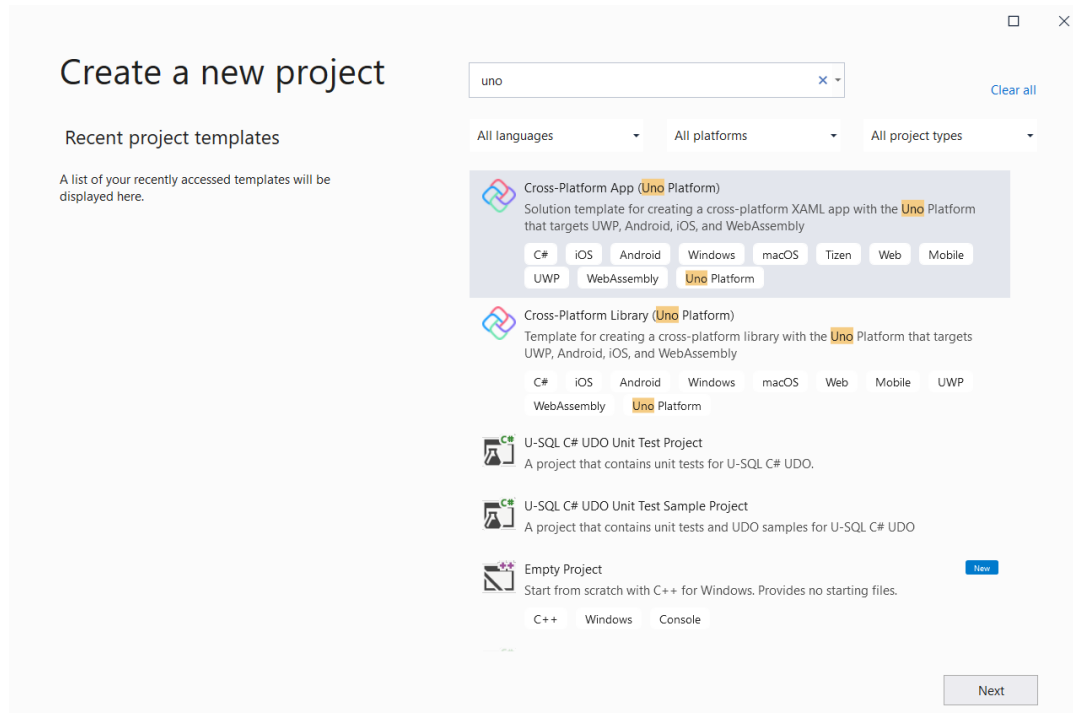 Create a new project
Recent project templates
A list of your recently accessed templates will be
displayed here.
uno
Clear all
All languages
All platforms
All project types
Cross-Platform App (Uno Platform)
Solution template for creating a cross-platform XAML app with the Uno Platform
that targets UWP, Android, iOS, and WebAssembly
C# iOS Android Windows macOS Tizen Web Mobile
UWP WebAssembly Uno Platform
Cross-Platform Library (Uno Platform)
Template for creating a cross-platform library with the Uno Platform that targets
UWP, Android, iOS, and WebAssembly
C# iOS Android Windows macOS Web Mobile UWP
WebAssembly Uno Platform
C#
U-SQL C# UDO Unit Test Project
A project that contains unit tests for U-SQL C# UDO.
C#
U-SQL C# UDO Unit Test Sample Project
A project that contains unit tests and UDO samples for U-SQL C# UDO
++
Empty Project
New
Start from scratch with C++ for Windows. Provides no starting files.
C++ Windows Console
Next